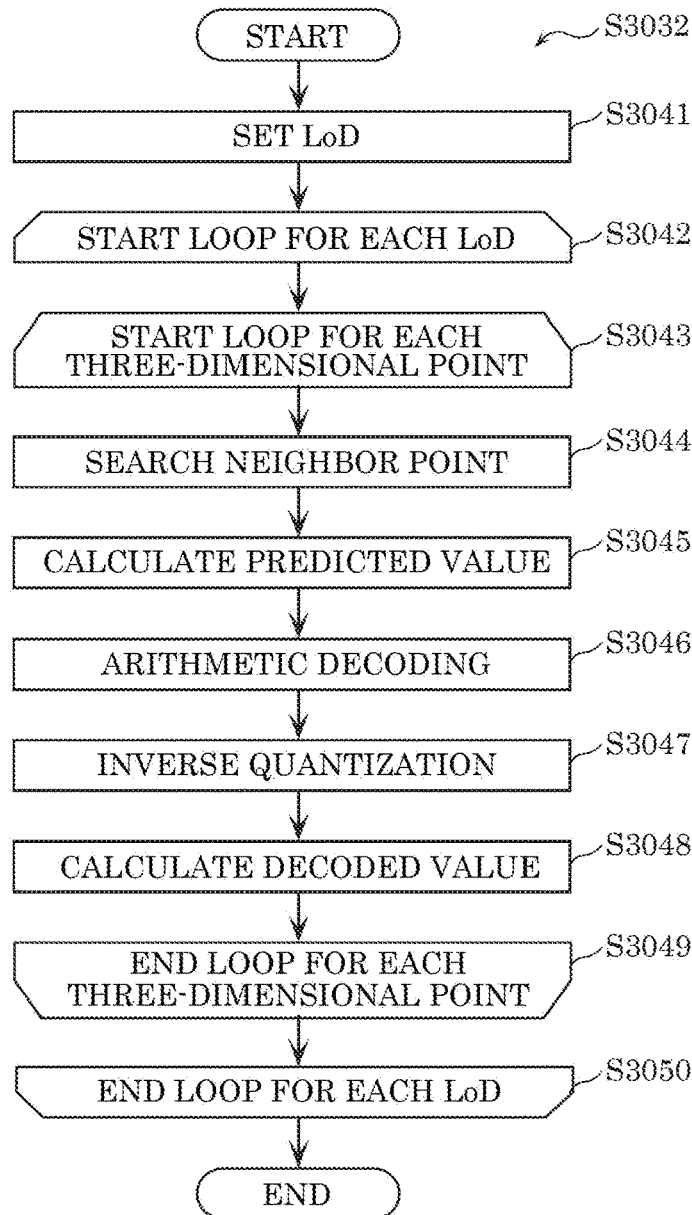 START
S3032
SET LoD
S3041
START LOOP FOR EACH LoD
S3042
START LOOP FOR EACH
THREE-DIMENSIONAL POINT
S3043
SEARCH NEIGHBOR POINT
S3044
CALCULATE PREDICTED VALUE
S3045
ARITHMETIC DECODING
S3046
INVERSE QUANTIZATION
S3047
CALCULATE DECODED VALUE
S3048
END LOOP FOR EACH
THREE-DIMENSIONAL POINT
S3049
END LOOP FOR EACH LoD
S3050
END